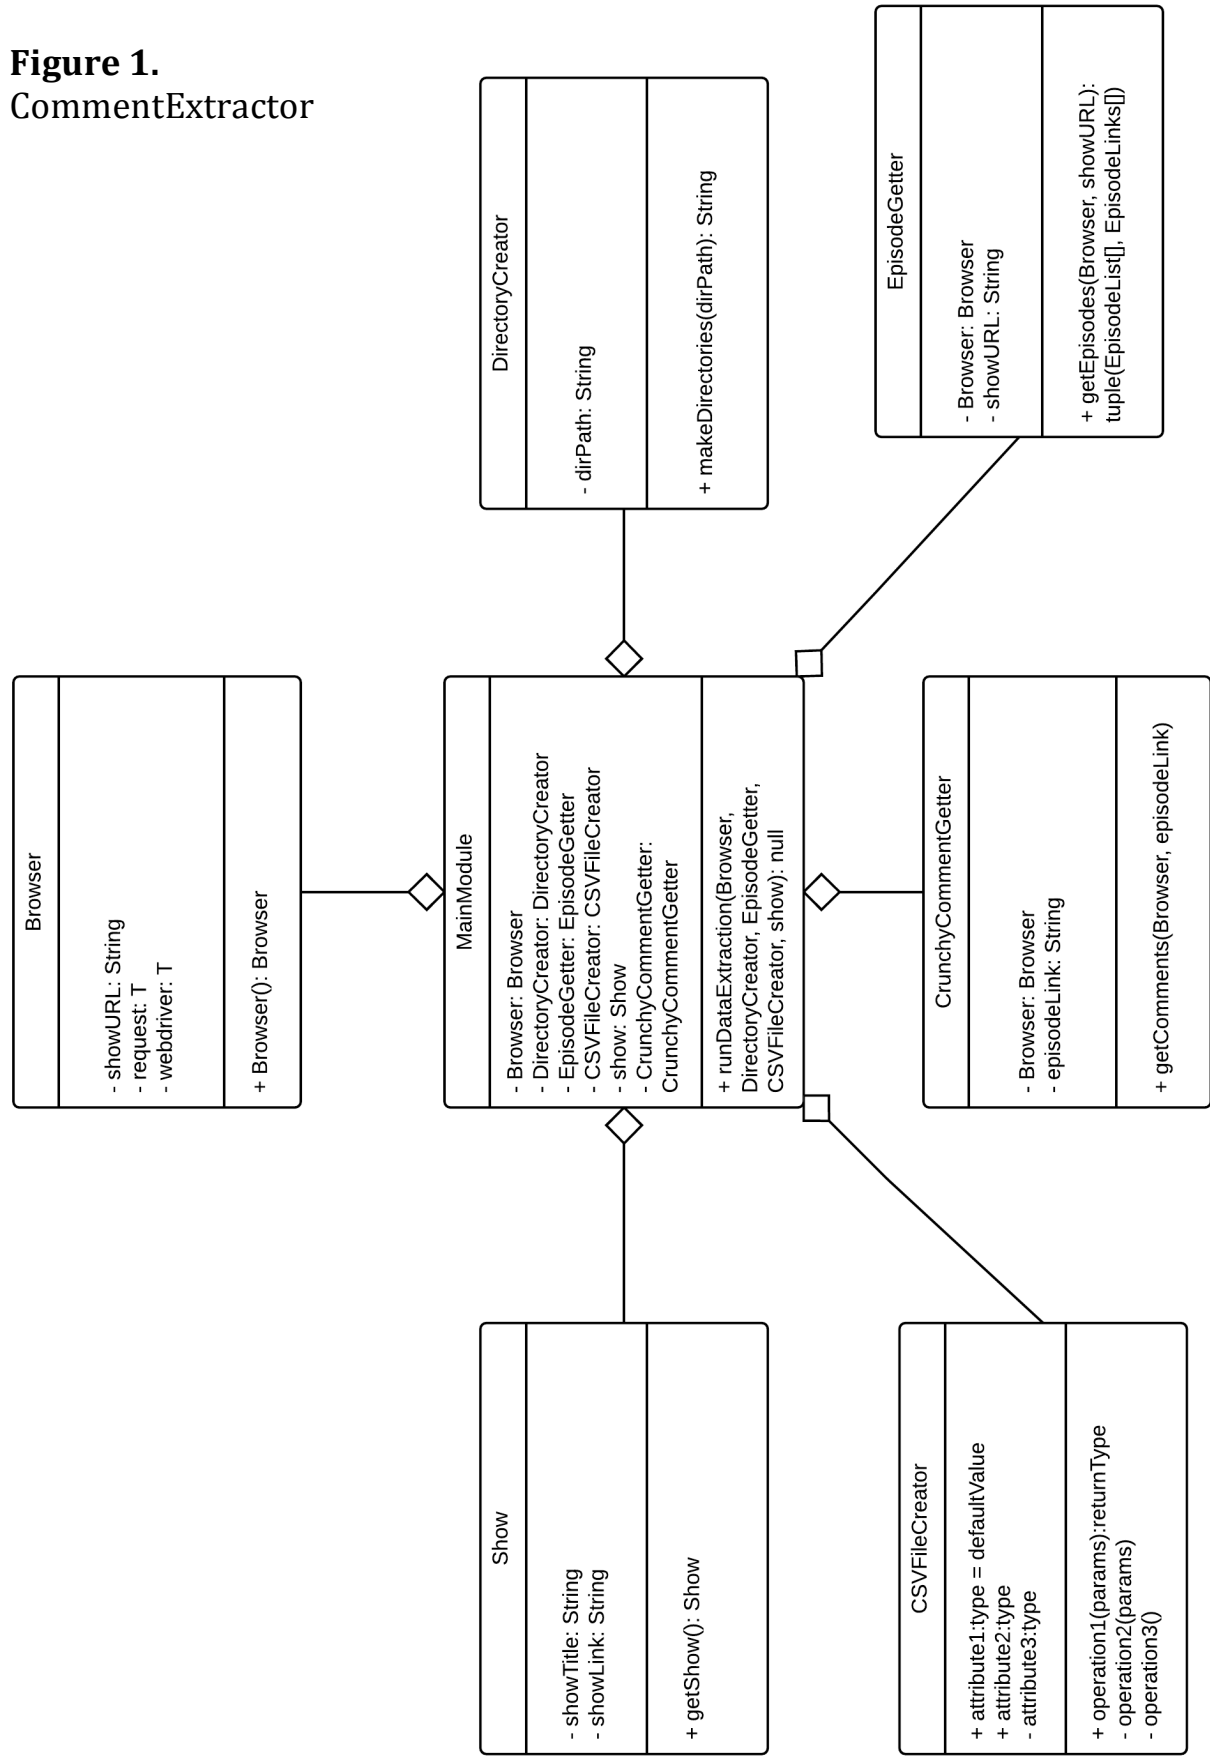 Figure 1.
CommentExtractor
Browser
- showURL: String
- request: T
- webdriver: T
+ Browser(): Browser
Show
- showTitle: String
- showLink: String
+ getShow(): Show
MainModule
- Browser: Browser
- DirectoryCreator: DirectoryCreator
- EpisodeGetter: EpisodeGetter
- CSVFileCreator: CSVFileCreator
- show: Show
- CrunchyCommentGetter:
CrunchyCommentGetter
+ runDataExtraction(Browser,
DirectoryCreator, EpisodeGetter,
CSVFileCreator, show): null
DirectoryCreator
- dirPath: String
+ makeDirectories(dirPath): String
CSVFileCreator
+ attribute1:type = defaultValue
+ attribute2:type
- attribute3:type
+ operation1(params):returnType
- operation2(params)
- operation3()
CrunchyCommentGetter
- Browser: Browser
- episodeLink: String
+ getComments(Browser, episodeLink)
EpisodeGetter
- Browser: Browser
- showURL: String
+ getEpisodes(Browser, showURL):
tuple(EpisodeList[], EpisodeLinks[])